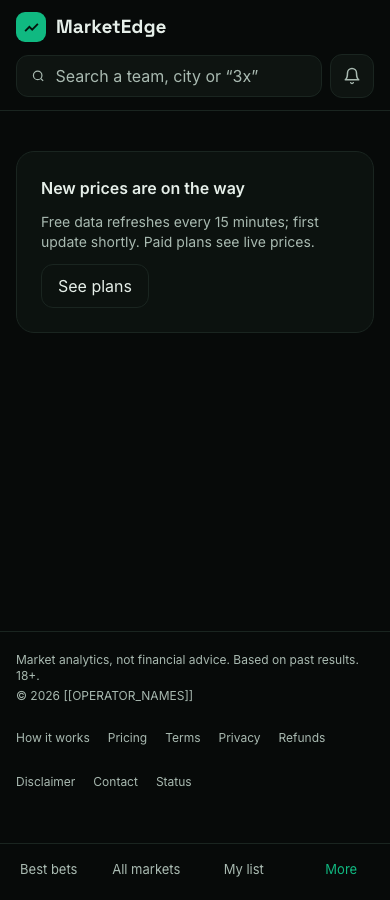 MarketEdge
Search a team, city or “3x”
New prices are on the way
Free data refreshes every 15 minutes; first
update shortly. Paid plans see live prices.
See plans
Market analytics, not financial advice. Based on past results.
18+.
© 2026 [[OPERATOR_NAMES]]
How it works Pricing Terms Privacy Refunds
Disclaimer Contact Status
Best bets All markets My list More